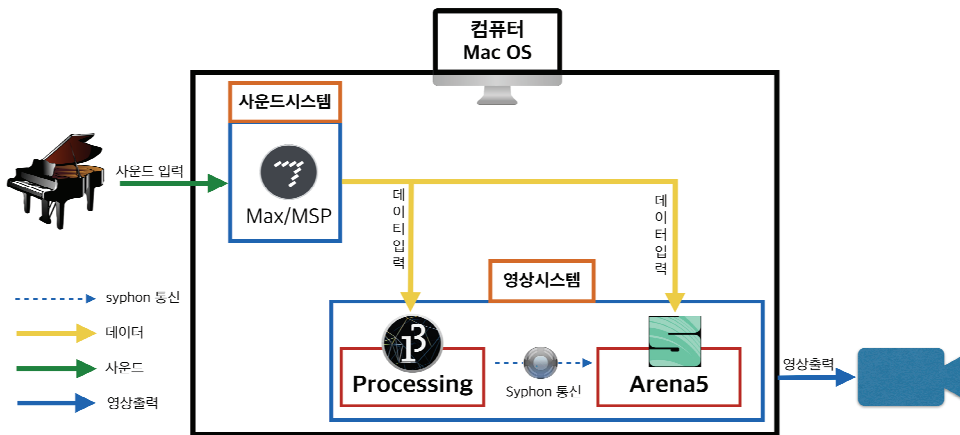 컴퓨터
Mac OS
사운드시스템
사운드 입력
Max/MSP
데이티입력
데이터입력
영상시스템
syphon 통신
데이더
사운드
영상출력
Processing
Syphon 통신
Arena5
영상출력